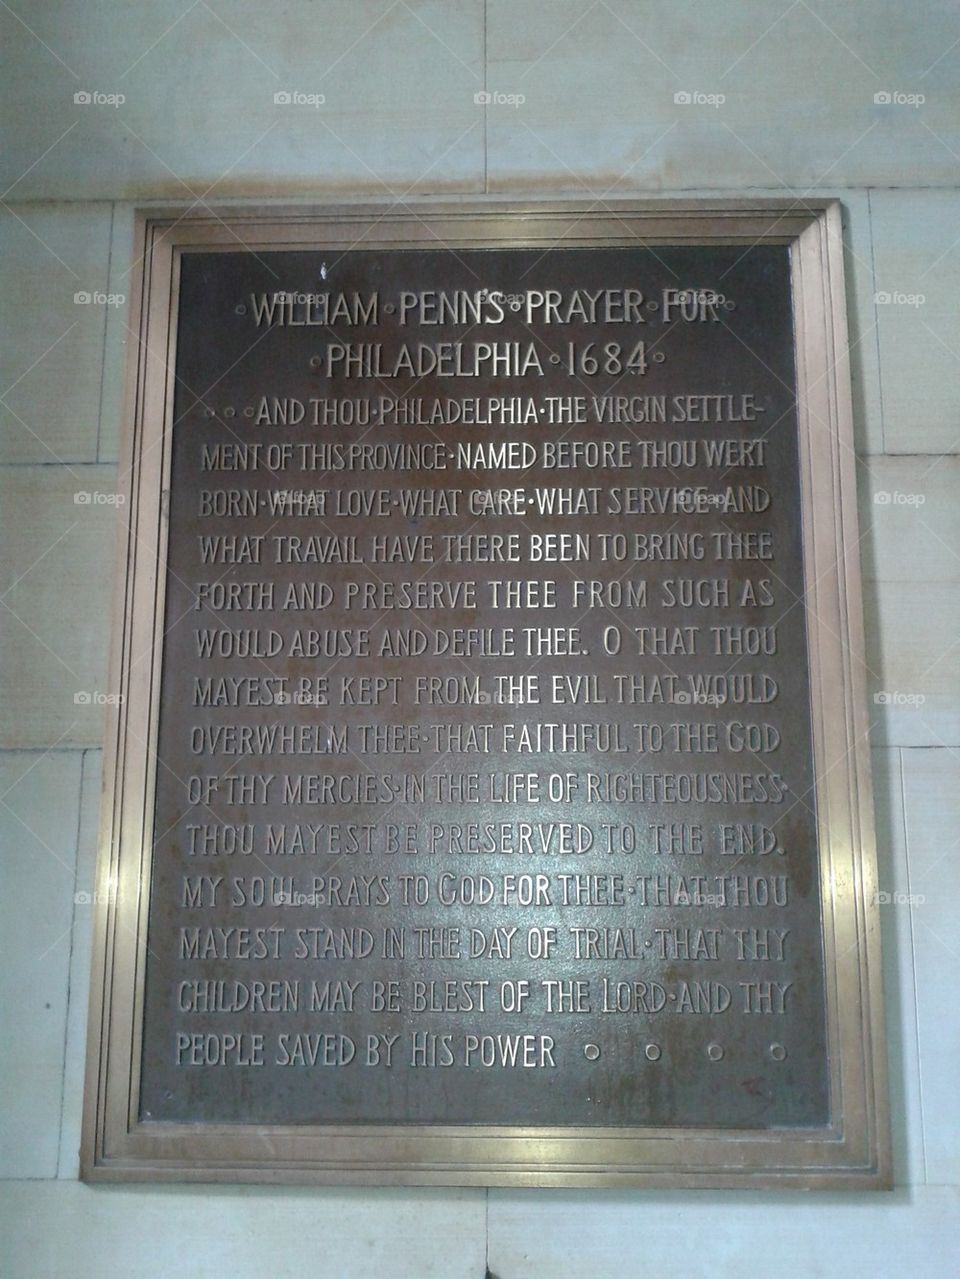 ∘WILLIAM∘PENN'S∘PRAYER∘FOR∘
∘PHILADELPHIA∘1684∘
∘∘∘AND THOU·PHILADELPHIA·THE VIRGIN SETTLE-
MENT OF THIS PROVINCE·NAMED BEFORE THOU WERT
BORN·WHAT LOVE·WHAT CARE·WHAT SERVICE·AND
WHAT TRAVAIL HAVE THERE BEEN TO BRING THEE
FORTH AND PRESERVE THEE FROM SUCH AS
WOULD ABUSE AND DEFILE THEE. O THAT THOU
MAYEST BE KEPT FROM THE EVIL THAT WOULD
OVERWHELM THEE·THAT FAITHFUL TO THE GOD
OF THY MERCIES·IN THE LIFE OF RIGHTEOUSNESS·
THOU MAYEST BE PRESERVED TO THE END.
MY SOUL PRAYS TO GOD FOR THEE·THAT THOU
MAYEST STAND IN THE DAY OF TRIAL·THAT THY
CHILDREN MAY BE BLEST OF THE LORD·AND THY
PEOPLE SAVED BY HIS POWER ∘ ∘ ∘ ∘